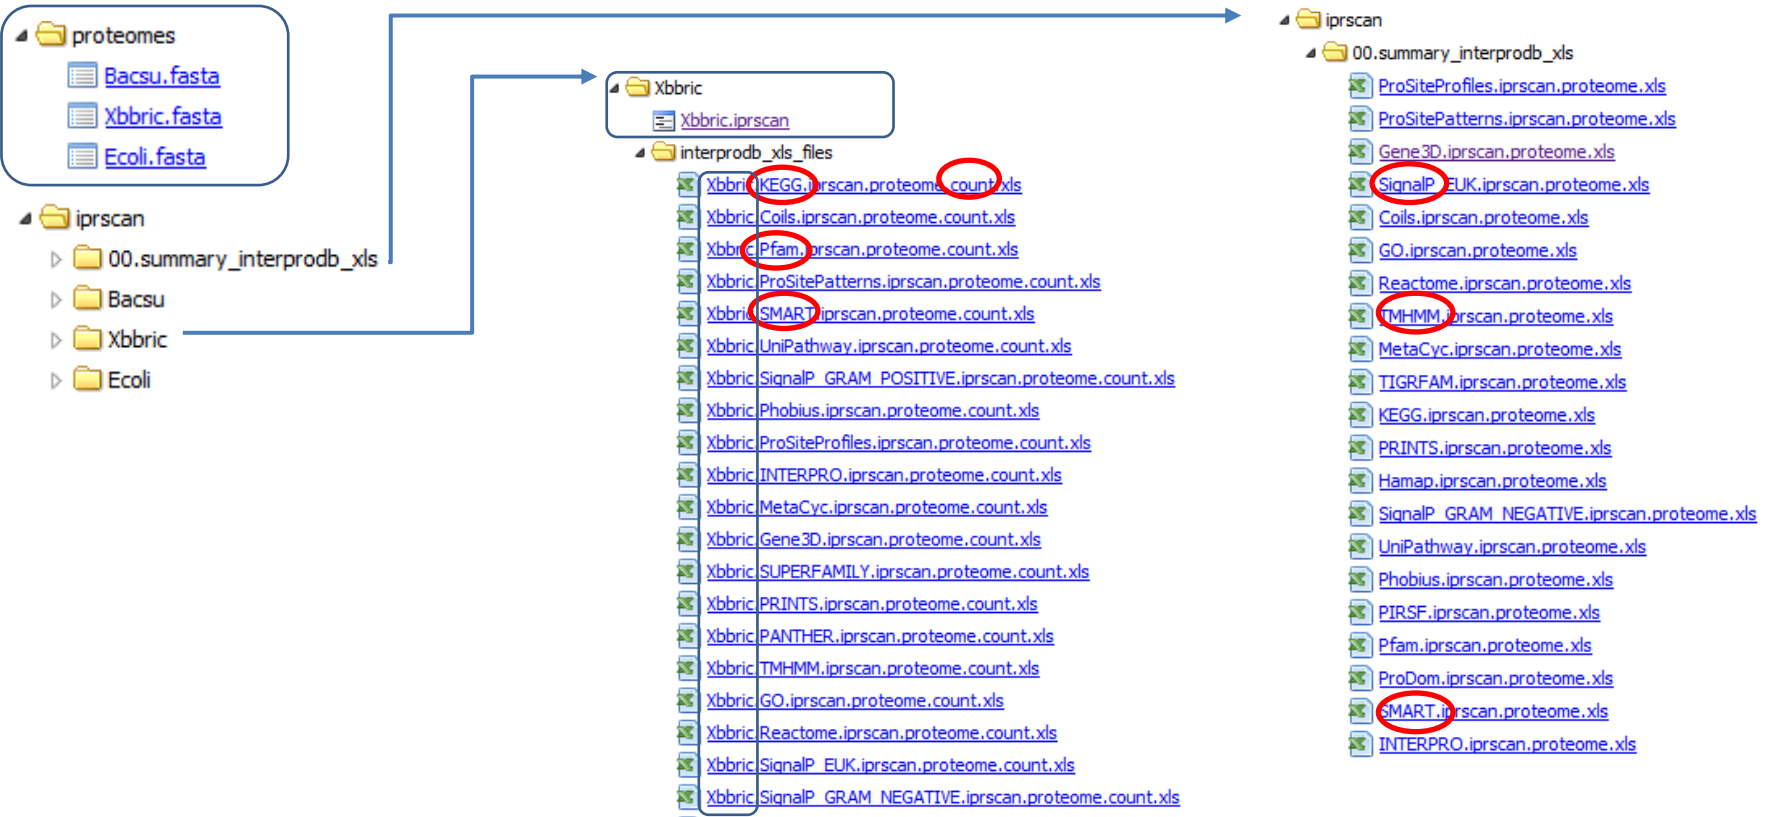 proteomes
Bacsu.fasta
Xbbric.fasta
Ecoli.fasta
iprscan
00.summary_interprodb_xls
Bacsu
Xbbric
Ecoli
Xbbric
Xbbric.iprscan
interprodb_xls_files
Xbbric.KEGG.iprscan.proteome.count.xls
Xbbric.Coils.iprscan.proteome.count.xls
Xbbric.Pfam.iprscan.proteome.count.xls
Xbbric.ProSitePatterns.iprscan.proteome.count.xls
Xbbric.SMART.iprscan.proteome.count.xls
Xbbric.UniPathway.iprscan.proteome.count.xls
Xbbric.SignalP_GRAM_POSITIVE.iprscan.proteome.count.xls
Xbbric.Phobius.iprscan.proteome.count.xls
Xbbric.ProSiteProfiles.iprscan.proteome.count.xls
Xbbric.INTERPRO.iprscan.proteome.count.xls
Xbbric.MetaCyc.iprscan.proteome.count.xls
Xbbric.Gene3D.iprscan.proteome.count.xls
Xbbric.SUPERFAMILY.iprscan.proteome.count.xls
Xbbric.PRINTS.iprscan.proteome.count.xls
Xbbric.PANTHER.iprscan.proteome.count.xls
Xbbric.TMHMM.iprscan.proteome.count.xls
Xbbric.GO.iprscan.proteome.count.xls
Xbbric.Reactome.iprscan.proteome.count.xls
Xbbric.SignalP_EUK.iprscan.proteome.count.xls
Xbbric.SignalP_GRAM_NEGATIVE.iprscan.proteome.count.xls
iprscan
00.summary_interprodb_xls
ProSiteProfiles.iprscan.proteome.xls
ProSitePatterns.iprscan.proteome.xls
Gene3D.iprscan.proteome.xls
SignalP_EUK.iprscan.proteome.xls
Coils.iprscan.proteome.xls
GO.iprscan.proteome.xls
Reactome.iprscan.proteome.xls
TMHMM.iprscan.proteome.xls
MetaCyc.iprscan.proteome.xls
TIGRFAM.iprscan.proteome.xls
KEGG.iprscan.proteome.xls
PRINTS.iprscan.proteome.xls
Hamap.iprscan.proteome.xls
SignalP_GRAM_NEGATIVE.iprscan.proteome.xls
UniPathway.iprscan.proteome.xls
Phobius.iprscan.proteome.xls
PIRSF.iprscan.proteome.xls
Pfam.iprscan.proteome.xls
ProDom.iprscan.proteome.xls
SMART.iprscan.proteome.xls
INTERPRO.iprscan.proteome.xls